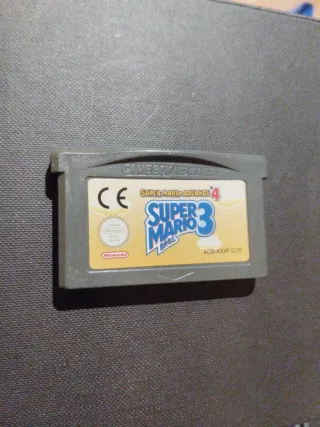 GAME BOY ADVANCE
CE
SUPER MARIO ADVANCE 4
SUPER
MARIO 3
BROS.
Nintendo